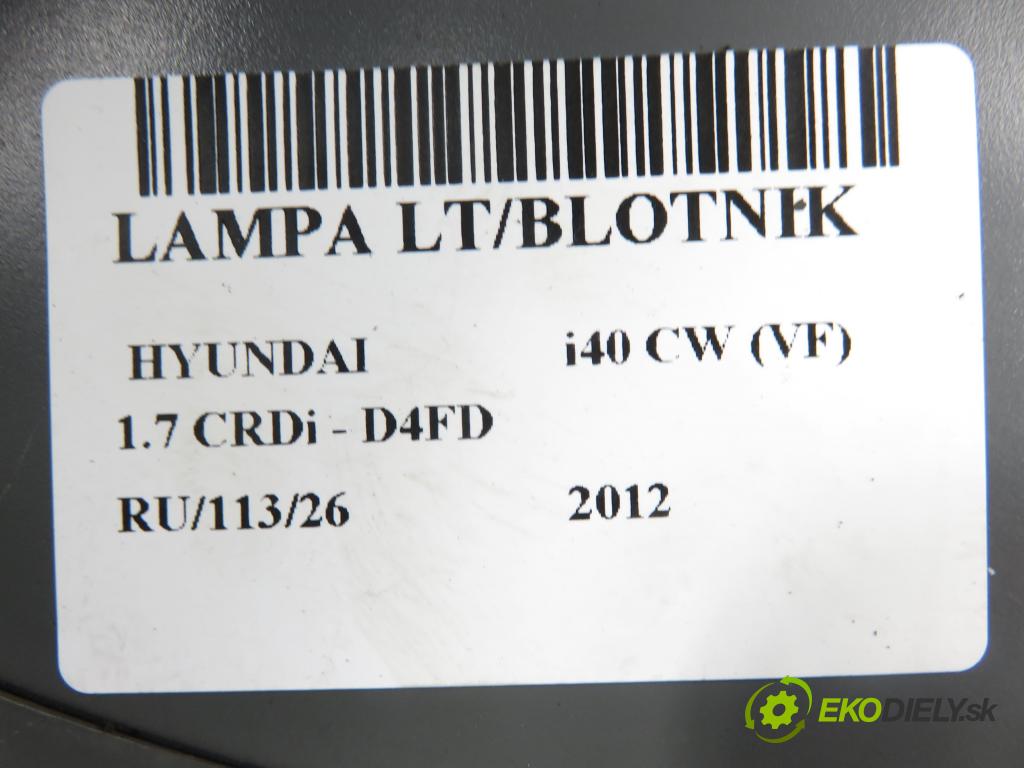 LAMPA LT/BLOTNIK
HYUNDAI i40 CW (VF)
1.7 CRDi - D4FD
RU/113/26 2012
EKODIELY.sk